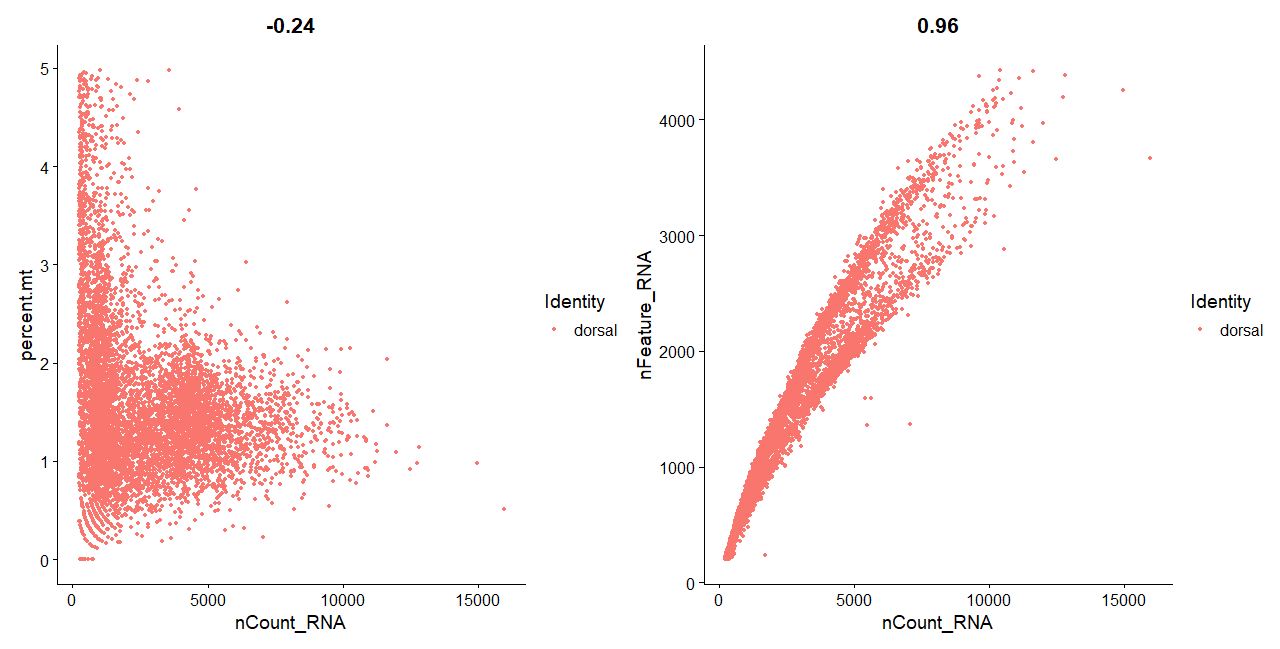 -0.24
percent.mt
5
4
3
2
1
0
0 5000 10000 15000
nCount_RNA
Identity
dorsal
0.96
nFeature_RNA
4000
3000
2000
1000
0
0 5000 10000 15000
nCount_RNA
Identity
dorsal